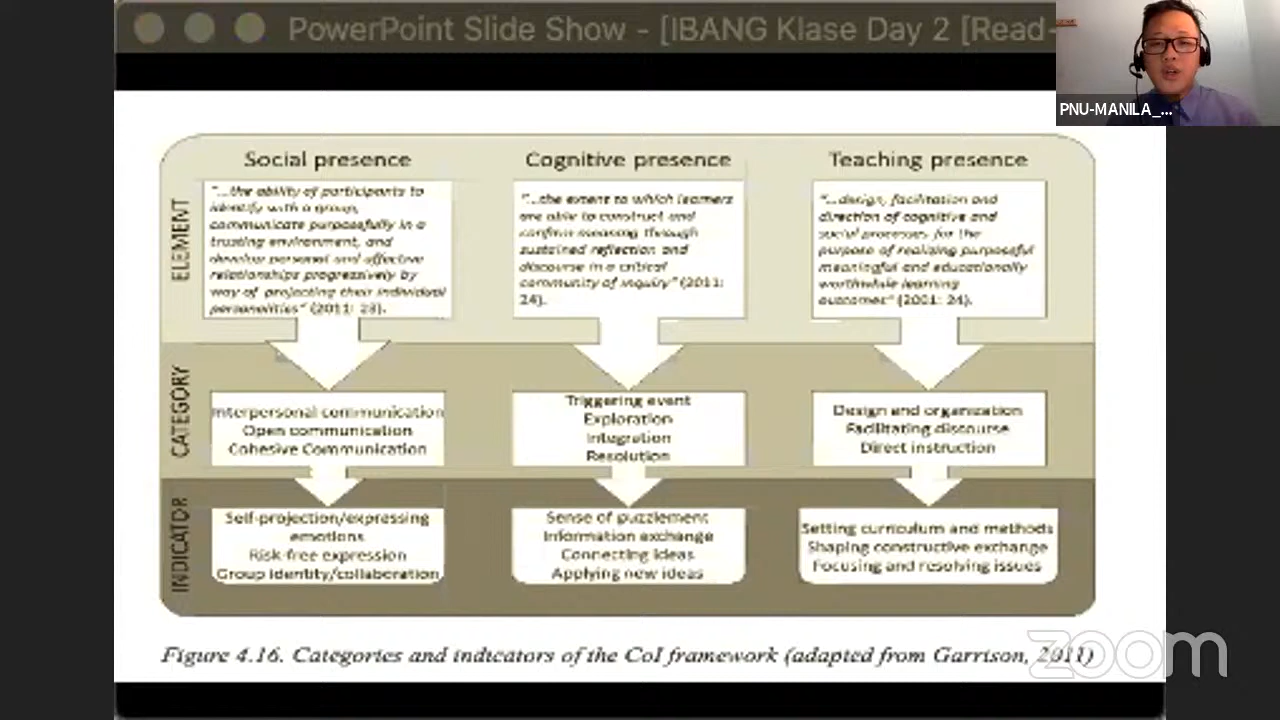 PowerPoint Slide Show - [IBANG Klase Day 2 [Read-
PNU-MANILA_...
Social presence
Cognitive presence
Teaching presence
ELEMENT
"...the ability of participants to
identify with a group,
communicate purposefully in a
trusting environment, and
develop personal and affective
relationships progressively by
way of projecting their individual
personalities" (2011: 23).
"...the extent to which learners
are able to construct and
confirm meaning through
sustained reflection and
discourse in a critical
community of inquiry" (2011:
24).
"...design, facilitation and
direction of cognitive and
social processes for the
purpose of realizing purposeful
meaningful and educationally
worthwhile learning
outcomes" (2001: 24).
CATEGORY
Interpersonal communication
Open communication
Cohesive Communication
Triggering event
Exploration
Integration
Resolution
Design and organization
Facilitating discourse
Direct instruction
INDICATOR
Self-projection/expressing
emotions
Risk-free expression
Group identity/collaboration
Sense of puzzlement
Information exchange
Connecting ideas
Applying new ideas
Setting curriculum and methods
Shaping constructive exchange
Focusing and resolving issues
Figure 4.16. Categories and indicators of the CoI framework (adapted from Garrison, 2011)
zoom